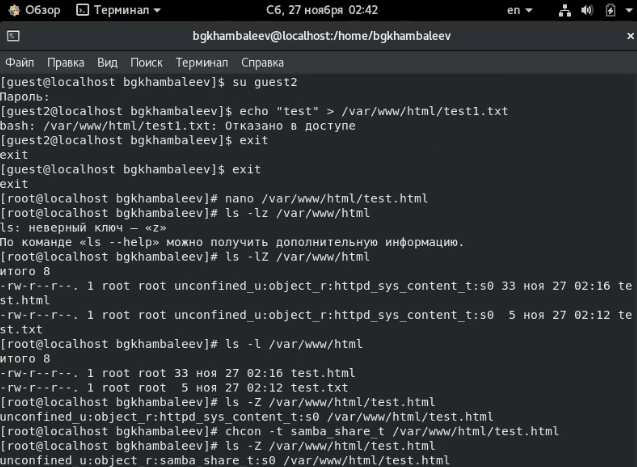 Обзор Терминал Сб, 27 ноября 02:42 en
bgkhambaleev@localhost:/home/bgkhambaleev
Файл Правка Вид Поиск Терминал Справка
[guest@localhost bgkhambaleev]$ su guest2
Пароль:
[guest2@localhost bgkhambaleev]$ echo "test" > /var/www/html/test1.txt
bash: /var/www/html/test1.txt: Отказано в доступе
[guest2@localhost bgkhambaleev]$ exit
exit
[guest@localhost bgkhambaleev]$ exit
exit
[root@localhost bgkhambaleev]# nano /var/www/html/test.html
[root@localhost bgkhambaleev]# ls -lz /var/www/html
ls: неверный ключ — «z»
По команде «ls --help» можно получить дополнительную информацию.
[root@localhost bgkhambaleev]# ls -lZ /var/www/html
итого 8
-rw-r--r--. 1 root root unconfined_u:object_r:httpd_sys_content_t:s0 33 ноя 27 02:16 te
st.html
-rw-r--r--. 1 root root unconfined_u:object_r:httpd_sys_content_t:s0  5 ноя 27 02:12 te
st.txt
[root@localhost bgkhambaleev]# ls -l /var/www/html
итого 8
-rw-r--r--. 1 root root 33 ноя 27 02:16 test.html
-rw-r--r--. 1 root root  5 ноя 27 02:12 test.txt
[root@localhost bgkhambaleev]# ls -Z /var/www/html/test.html
unconfined_u:object_r:httpd_sys_content_t:s0 /var/www/html/test.html
[root@localhost bgkhambaleev]# chcon -t samba_share_t /var/www/html/test.html
[root@localhost bgkhambaleev]# ls -Z /var/www/html/test.html
unconfined_u:object_r:samba_share_t:s0 /var/www/html/test.html